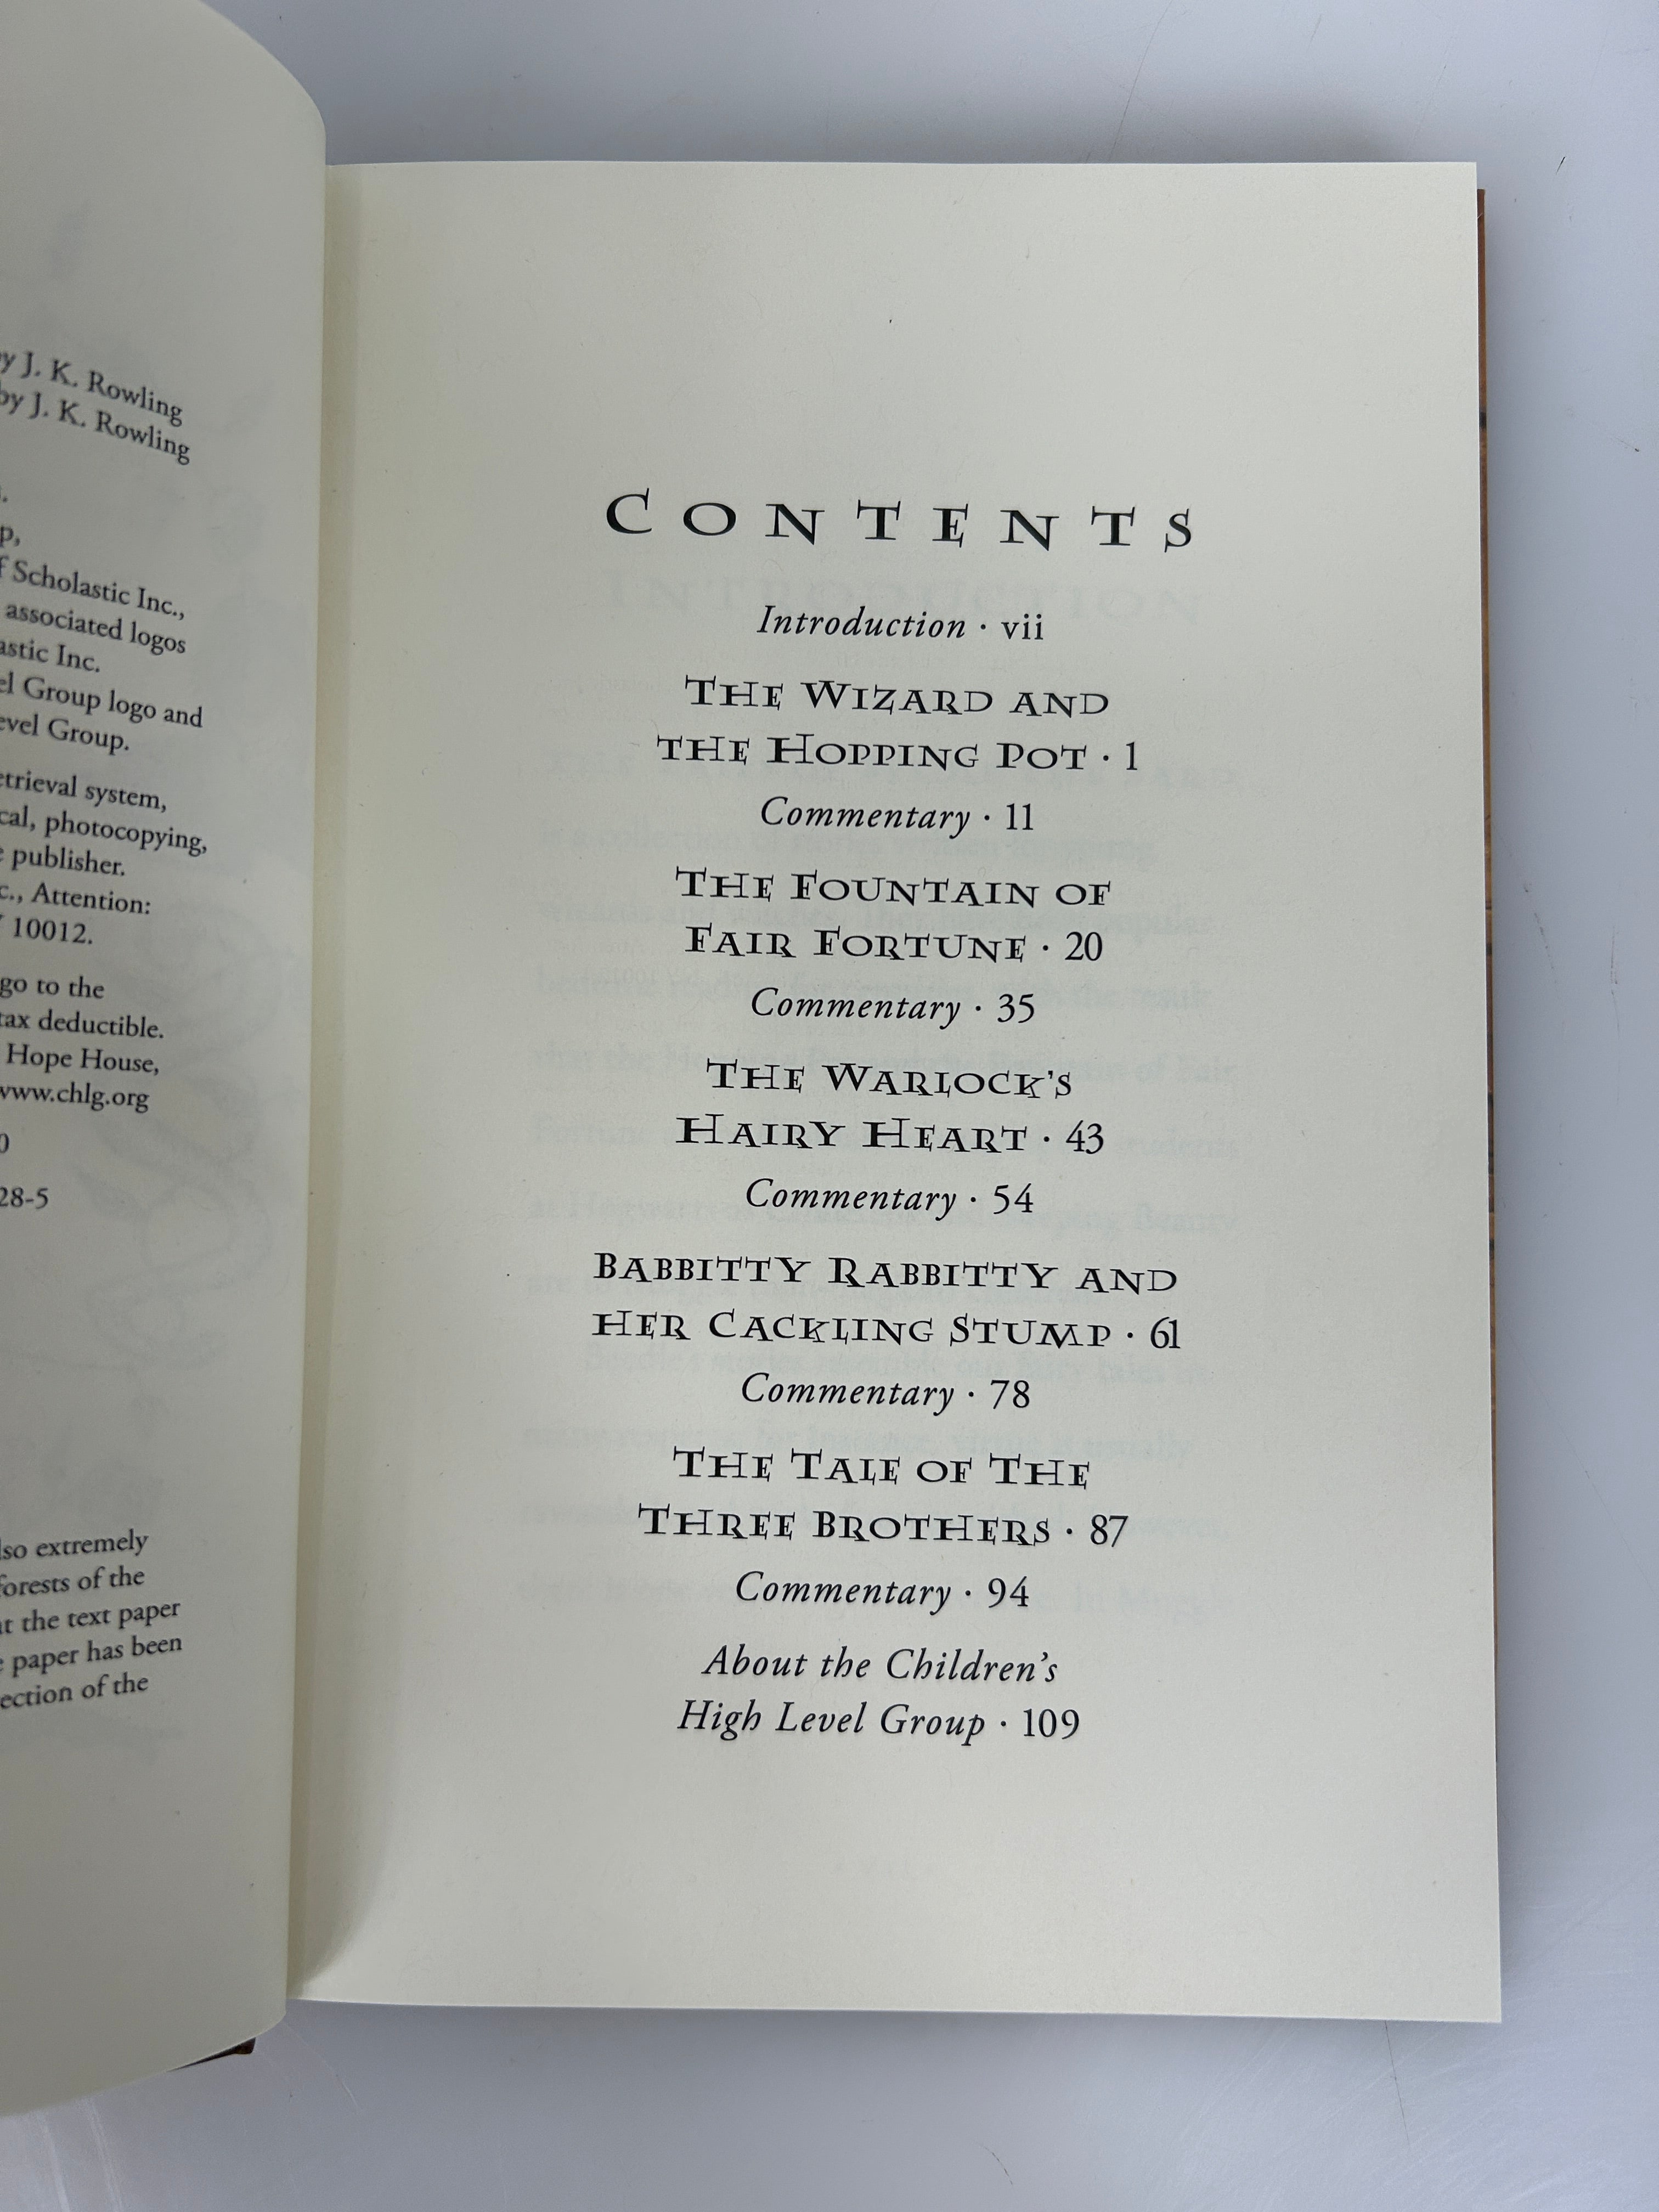 by J. K. Rowling
by J. K. Rowling
p,
f Scholastic Inc.,
associated logos
astic Inc.
el Group logo and
evel Group.
etrieval system,
cal, photocopying,
e publisher.
c., Attention:
10012.
go to the
tax deductible.
Hope House,
www.chlg.org
0
28-5
lso extremely
forests of the
at the text paper
e paper has been
ection of the
CONTENTS
Introduction · vii
THE WIZARD AND
THE HOPPING POT · 1
Commentary · 11
THE FOUNTAIN OF
FAIR FORTUNE · 20
Commentary · 35
THE WARLOCK'S
HAIRY HEART · 43
Commentary · 54
BABBITTY RABBITTY AND
HER CACKLING STUMP · 61
Commentary · 78
THE TALE OF THE
THREE BROTHERS · 87
Commentary · 94
About the Children's
High Level Group · 109